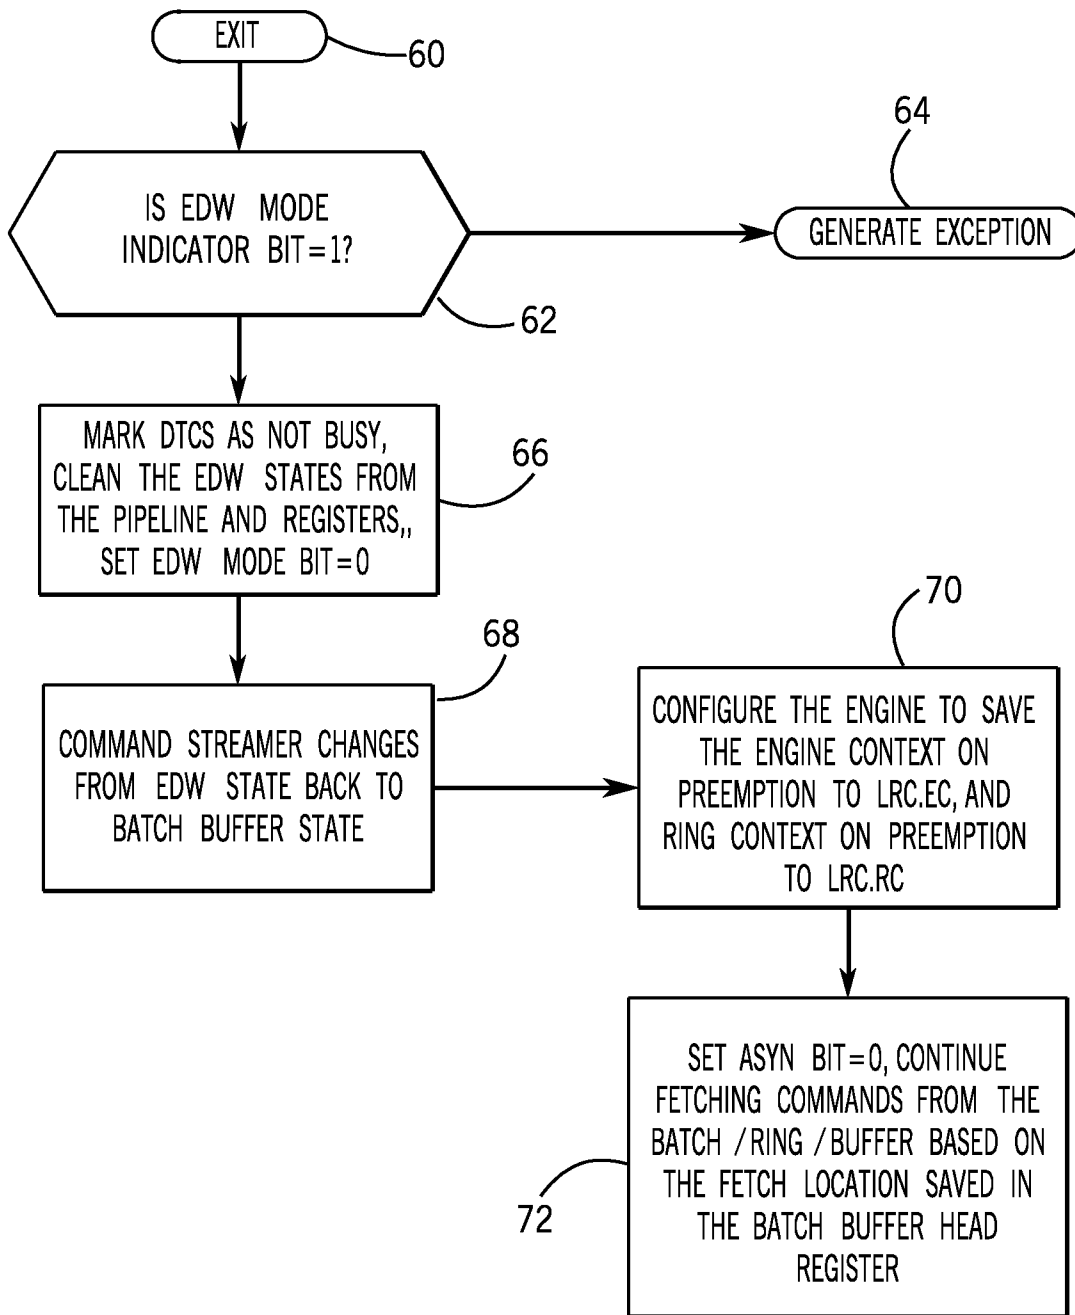 EXIT
60
64
IS EDW MODE
INDICATOR BIT=1?
GENERATE EXCEPTION
62
MARK DTCS AS NOT BUSY,
CLEAN THE EDW STATES FROM
THE PIPELINE AND REGISTERS,,
SET EDW MODE BIT=0
66
68
COMMAND STREAMER CHANGES
FROM EDW STATE BACK TO
BATCH BUFFER STATE
70
CONFIGURE THE ENGINE TO SAVE
THE ENGINE CONTEXT ON
PREEMPTION TO LRC.EC, AND
RING CONTEXT ON PREEMPTION
TO LRC.RC
SET ASYN BIT=0, CONTINUE
FETCHING COMMANDS FROM THE
BATCH /RING /BUFFER BASED ON
THE FETCH LOCATION SAVED IN
THE BATCH BUFFER HEAD
REGISTER
72